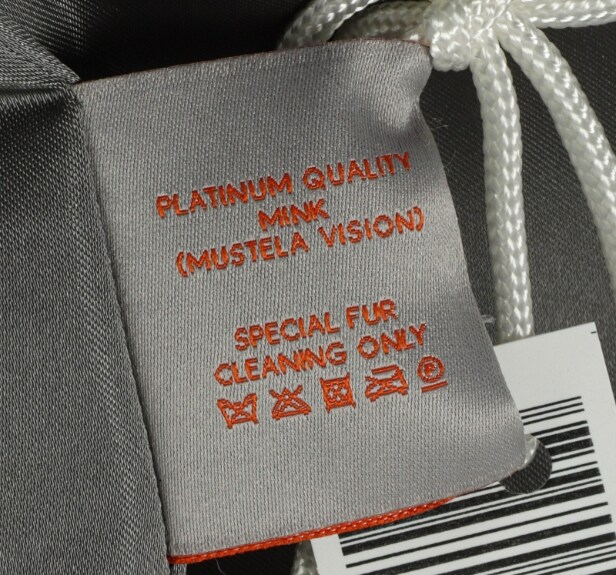 PLATINUM QUALITY
MINK
(MUSTELA VISION)
SPECIAL FUR
CLEANING ONLY